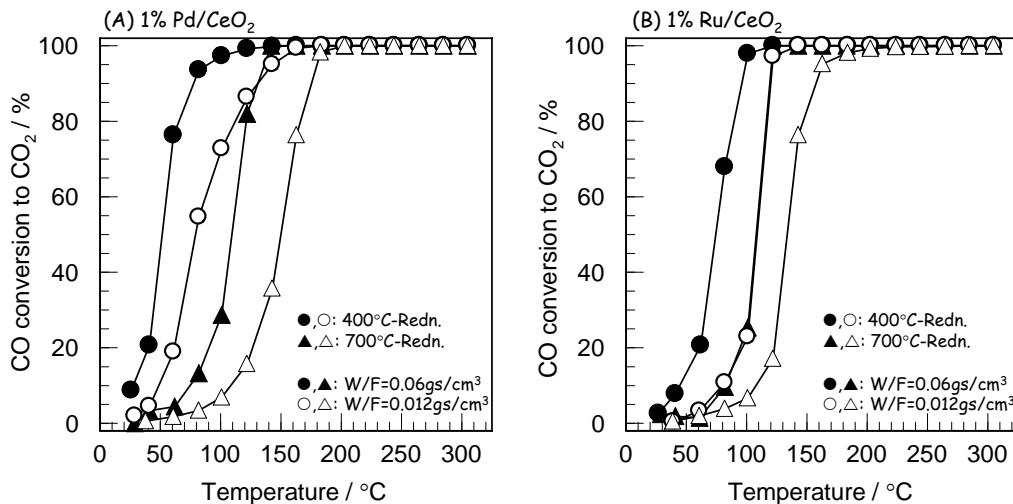 (A) 1% Pd/CeO₂
CO conversion to CO₂ / %
100
80
60
40
20
0
●,○: 400°C-Redn.
▲,△: 700°C-Redn.
●,▲: W/F=0.06gs/cm³
○,△: W/F=0.012gs/cm³
0 50 100 150 200 250 300
Temperature / °C
(B) 1% Ru/CeO₂
CO conversion to CO₂ / %
100
80
60
40
20
0
●,○: 400°C-Redn.
▲,△: 700°C-Redn.
●,▲: W/F=0.06gs/cm³
○,△: W/F=0.012gs/cm³
0 50 100 150 200 250 300
Temperature / °C